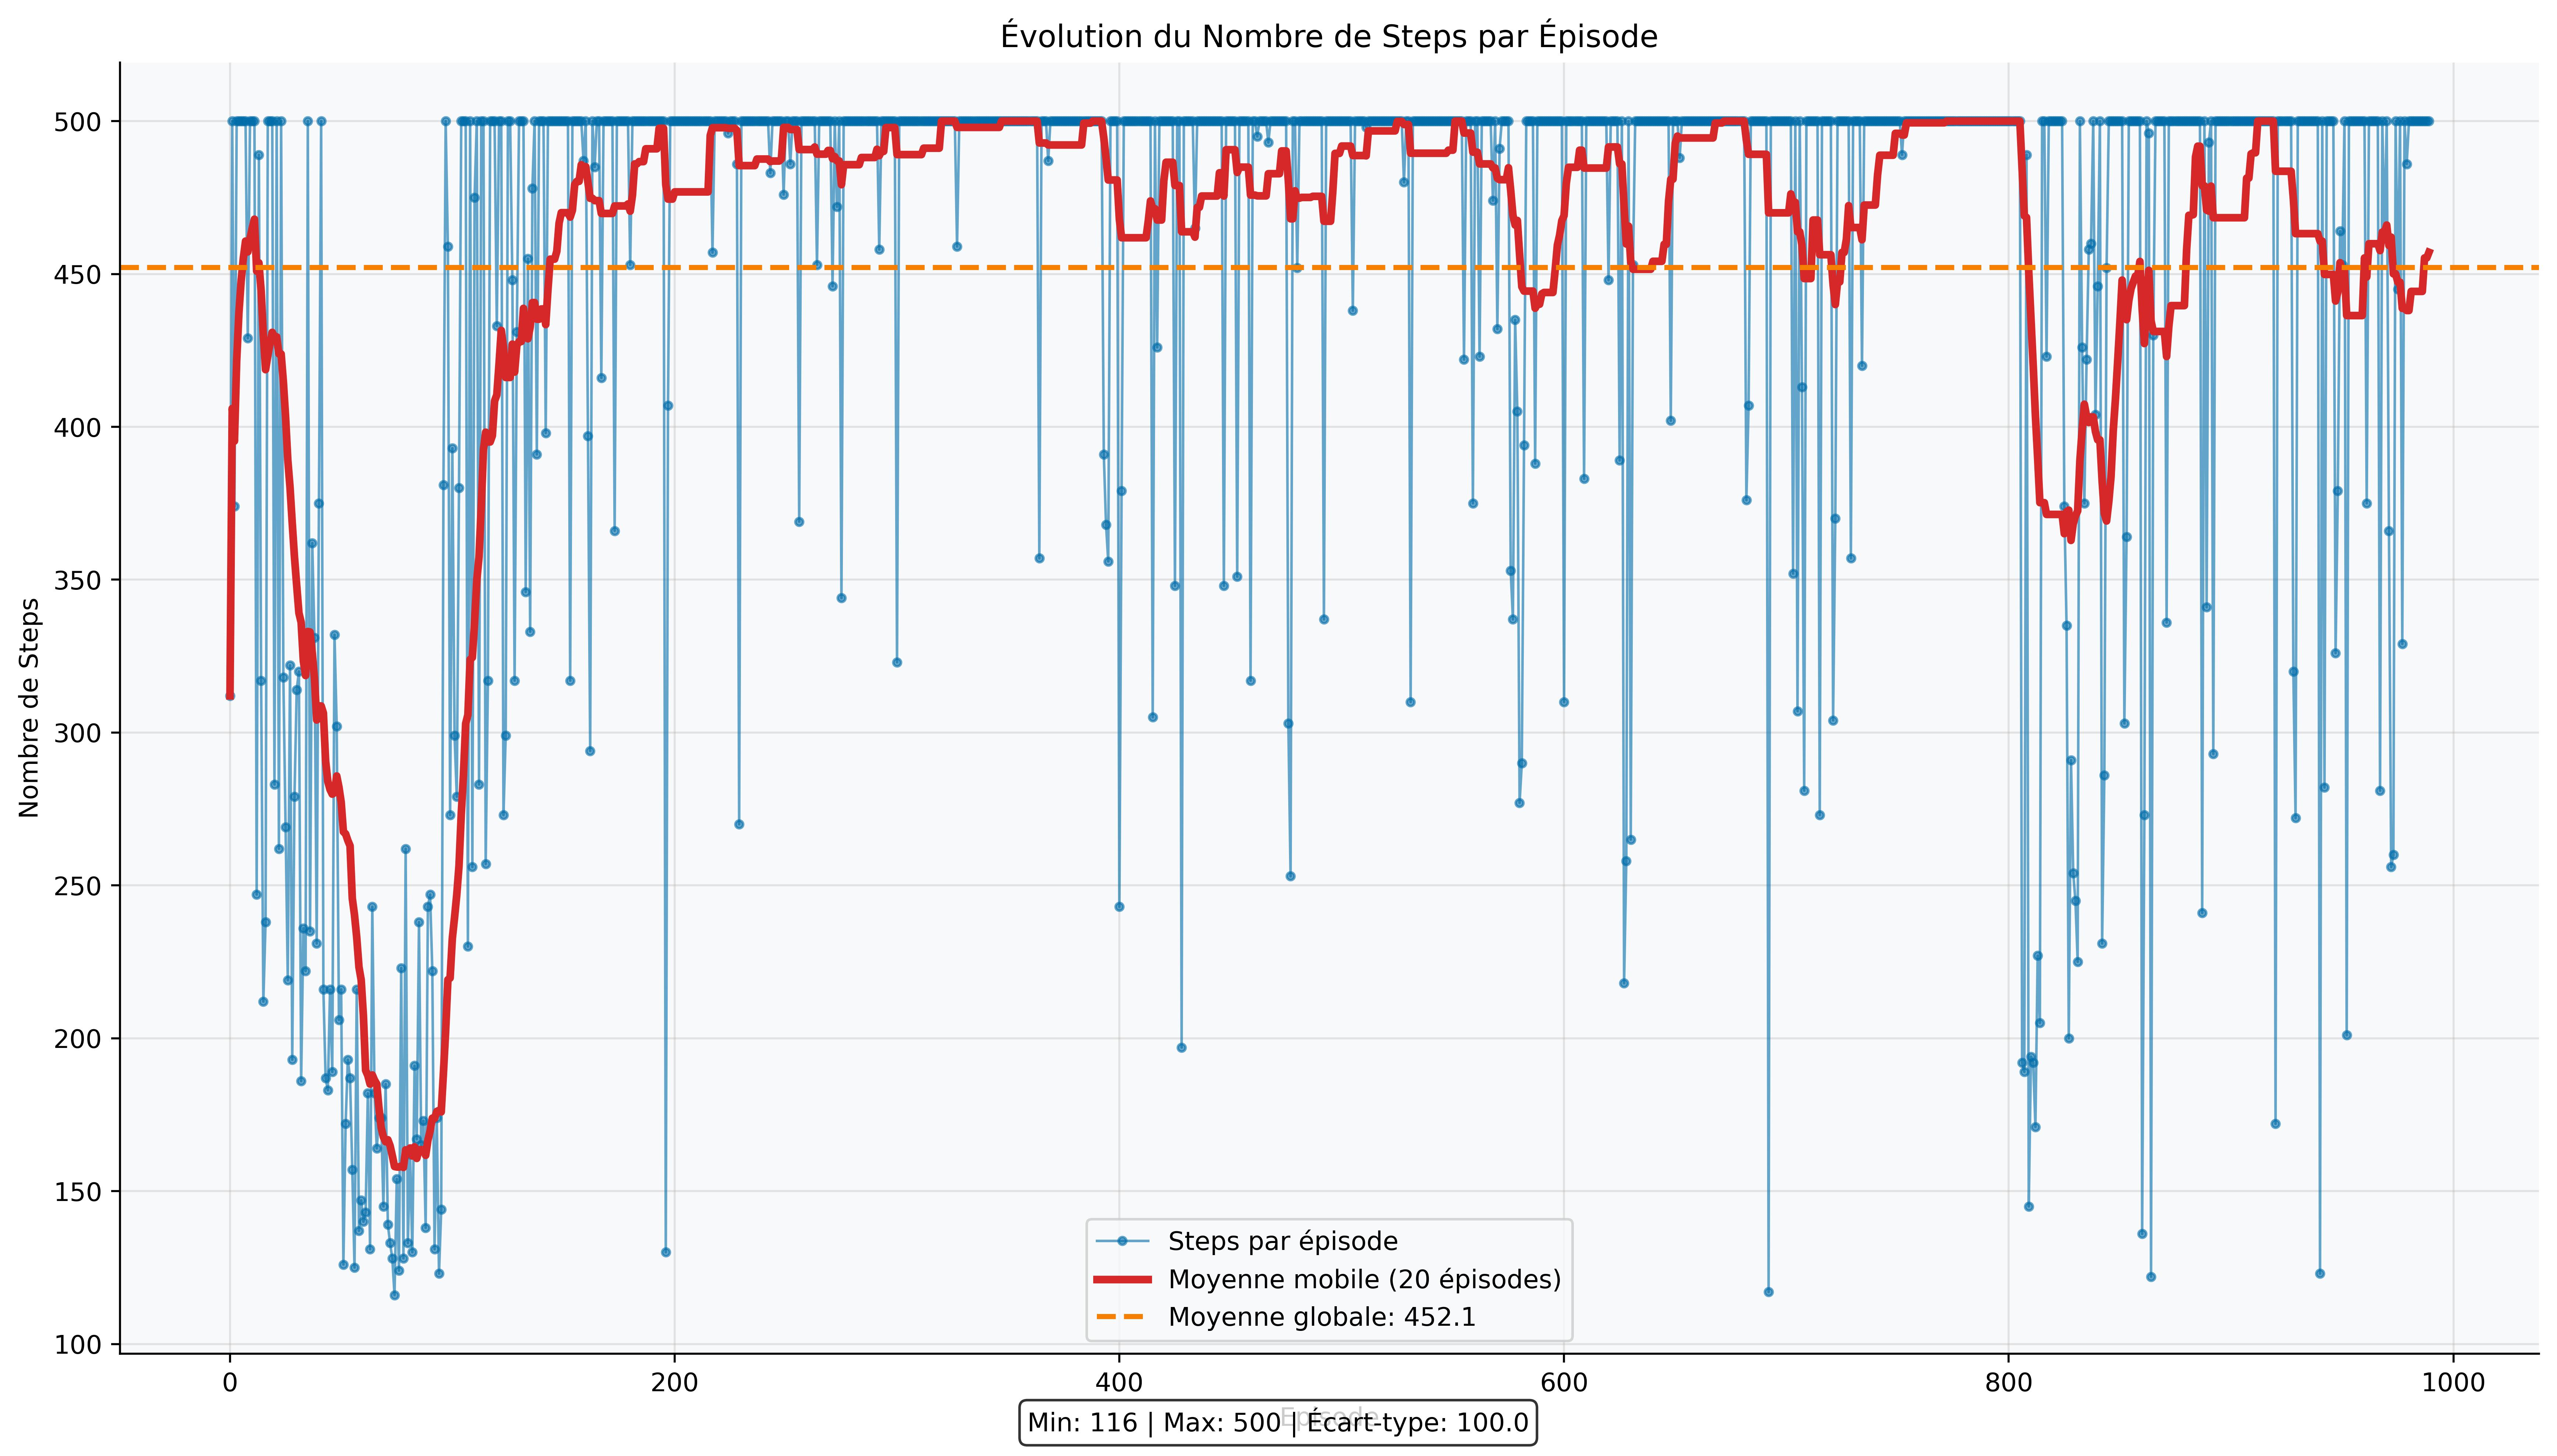 Évolution du Nombre de Steps par Épisode
Nombre de Steps
500
450
400
350
300
250
200
150
100
Steps par épisode
Moyenne mobile (20 épisodes)
Moyenne globale: 452.1
0 200 400 600 800 1000
Épisode
Min: 116 | Max: 500 | Écart-type: 100.0